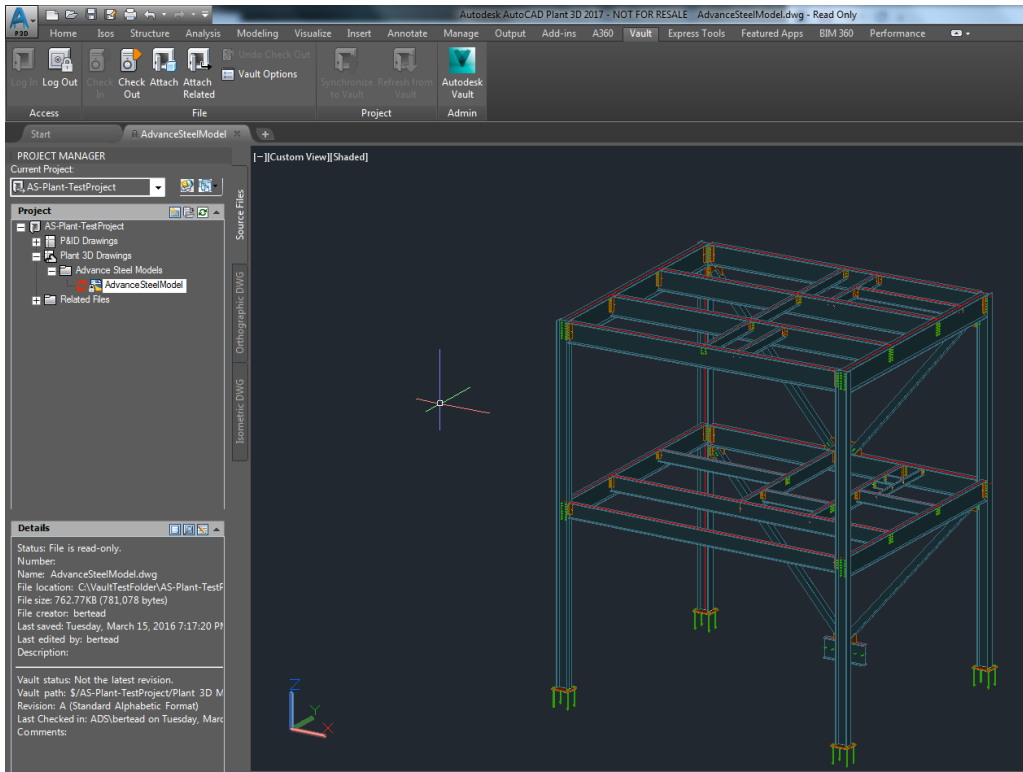 Autodesk AutoCAD Plant 3D 2017 - NOT FOR RESALE AdvanceSteelModel.dwg - Read Only
P3D
Home Isos Structure Analysis Modeling Visualize Insert Annotate Manage Output Add-ins A360 Vault Express Tools Featured Apps BIM 360 Performance
Log In Log Out Check In Check Out Attach Attach Related Undo Check Out
Vault Options
Synchronize to Vault Refresh from Vault Autodesk Vault
Access File Project Admin
Start AdvanceSteelModel
PROJECT MANAGER
Current Project:
AS-Plant-TestProject
Project
AS-Plant-TestProject
P&ID Drawings
Plant 3D Drawings
Advance Steel Models
AdvanceSteelModel
Related Files
Source Files
Orthographic DWG
Isometric DWG
[−][Custom View][Shaded]
Details
Status: File is read-only.
Number:
Name: AdvanceSteelModel.dwg
File location: C:\VaultTestFolder\AS-Plant-TestP
File size: 762.77KB (781,078 bytes)
File creator: bertead
Last saved: Tuesday, March 15, 2016 7:17:20 PM
Last edited by: bertead
Description:
Vault status: Not the latest revision.
Vault path: $/AS-Plant-TestProject/Plant 3D M
Revision: A (Standard Alphabetic Format)
Last Checked in: ADS\bertead on Tuesday, Marc
Comments:
Z
Y
X